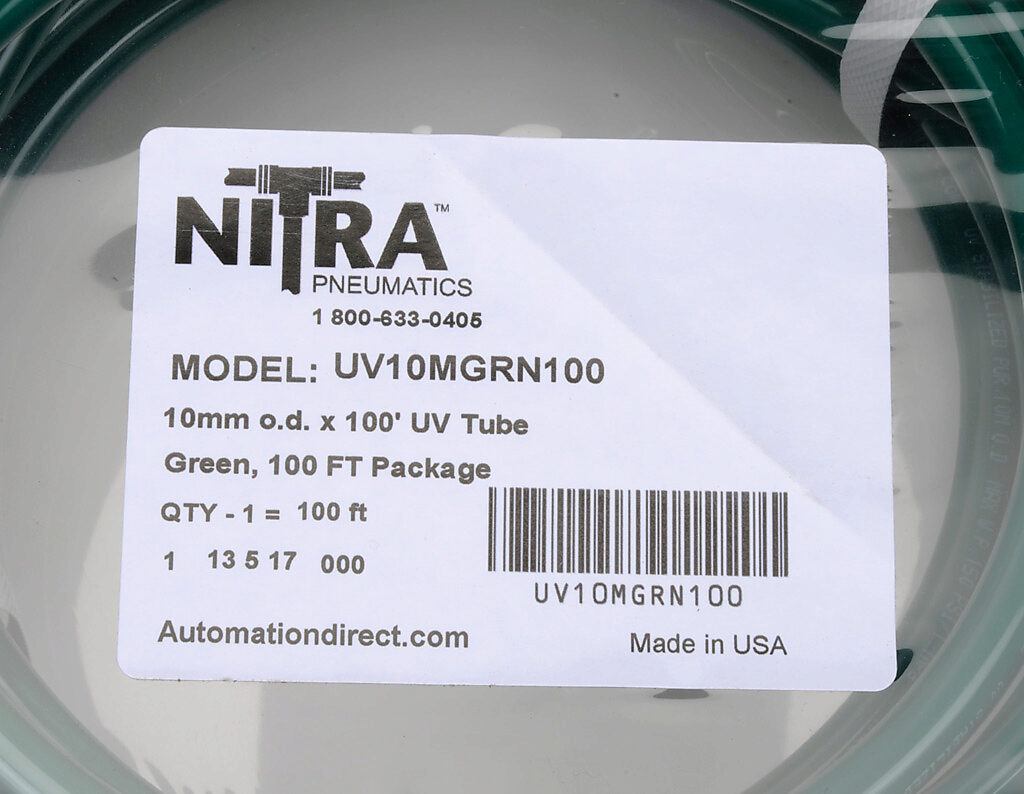 NITRA™
PNEUMATICS
1 800-633-0405
MODEL: UV10MGRN100
10mm o.d. x 100' UV Tube
Green, 100 FT Package
QTY - 1 = 100 ft
1 13 5 17 000
UV10MGRN100
Automationdirect.com
Made in USA